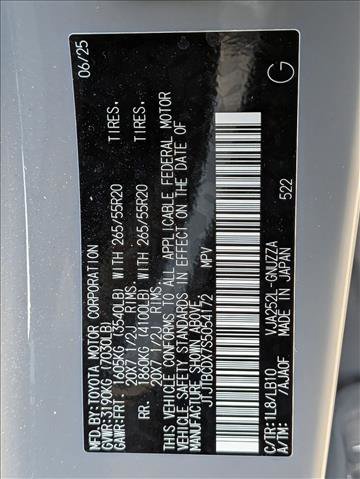 MFD.BY:TOYOTA MOTOR CORPORATION 06/25
GVWR:3190KG (7030LB)
GAWR:FRT. 1605KG (3540LB) WITH 265/55R20 TIRES.
20X7 1/2J RIMS.
RR. 1860KG (4100LB) WITH 265/55R20 TIRES.
20X7 1/2J RIMS.
THIS VEHICLE CONFORMS TO ALL APPLICABLE FEDERAL MOTOR
VEHICLE SAFETY STANDARDS IN EFFECT ON THE DATE OF
MANUFACTURE SHOWN ABOVE.
JTJTBCDX7S5054172 MPV
C/TR:1L8/LB10 VJA252L-GNUZZA
A/TM: /AJA0F MADE IN JAPAN 522
G